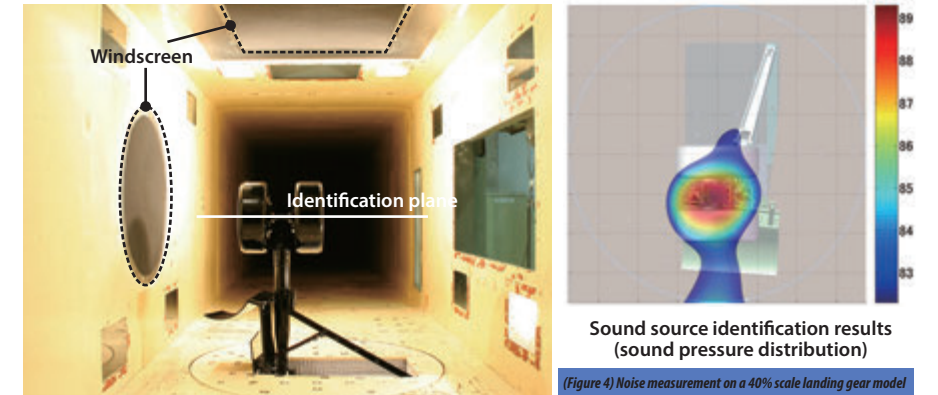 Windscreen
Identification plane
89
88
87
86
85
84
83
Sound source identification results
(sound pressure distribution)
(Figure 4) Noise measurement on a 40% scale landing gear model